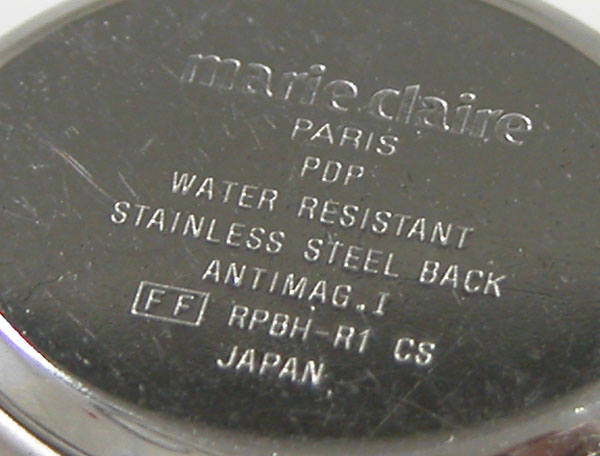 marie claire
PARIS
PDP
WATER RESISTANT
STAINLESS STEEL BACK
ANTIMAG.I
FF RPBH-R1 CS
JAPAN